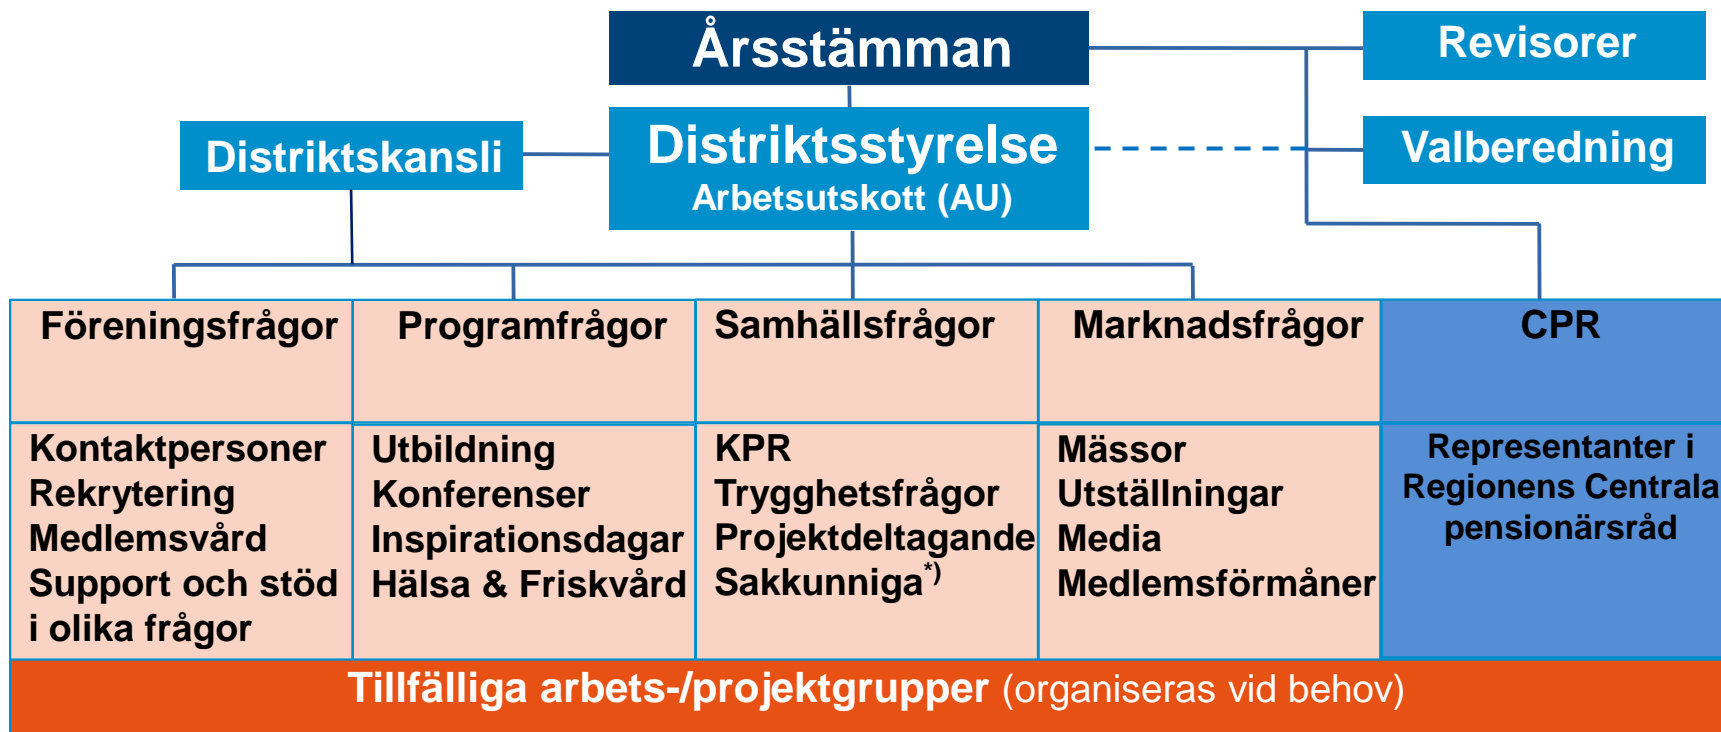 Årsstämman
Revisorer
Distriktskansli
Distriktsstyrelse
Arbetsutskott (AU)
Valberedning
Föreningsfrågor
Programfrågor
Samhällsfrågor
Marknadsfrågor
CPR
Kontaktpersoner
Rekrytering
Medlemsvård
Support och stöd
i olika frågor
Utbildning
Konferenser
Inspirationsdagar
Hälsa & Friskvård
KPR
Trygghetsfrågor
Projektdeltagande
Sakkunniga*)
Mässor
Utställningar
Media
Medlemsförmåner
Representanter i
Regionens Centrala
pensionärsråd
Tillfälliga arbets-/projektgrupper (organiseras vid behov)